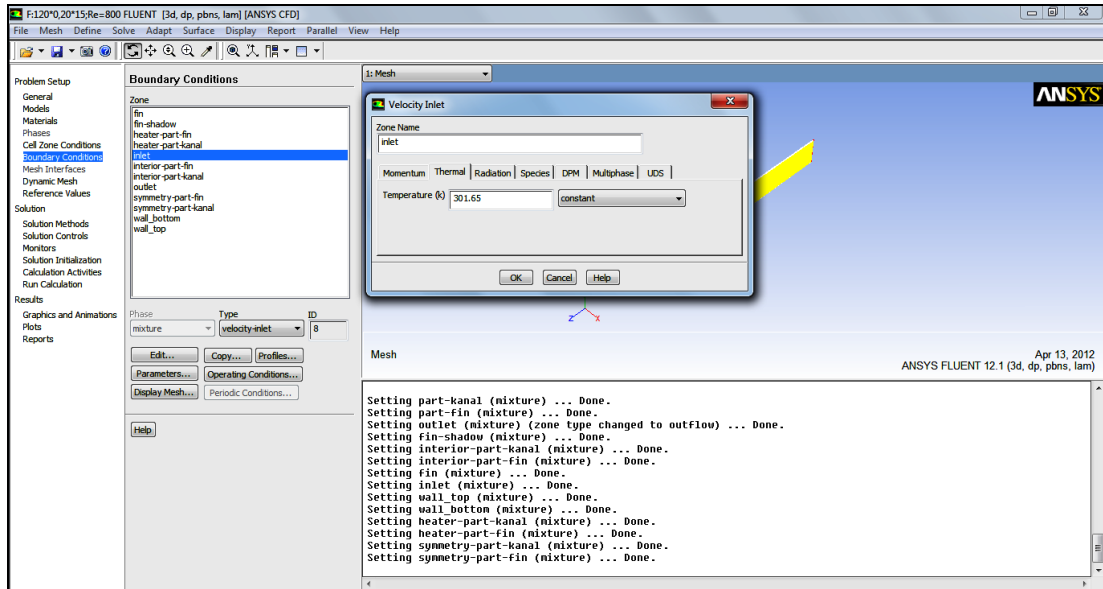 F:120*0,20*15;Re=800 FLUENT [3d, dp, pbns, lam] [ANSYS CFD]
File Mesh Define Solve Adapt Surface Display Report Parallel View Help
Problem Setup
General
Models
Materials
Phases
Cell Zone Conditions
Boundary Conditions
Mesh Interfaces
Dynamic Mesh
Reference Values
Solution
Solution Methods
Solution Controls
Monitors
Solution Initialization
Calculation Activities
Run Calculation
Results
Graphics and Animations
Plots
Reports
Boundary Conditions
Zone
fin
fin-shadow
heater-part-fin
heater-part-kanal
inlet
interior-part-fin
interior-part-kanal
outlet
symmetry-part-fin
symmetry-part-kanal
wall_bottom
wall_top
Phase Type ID
mixture velocity-inlet 8
Edit... Copy... Profiles...
Parameters... Operating Conditions...
Display Mesh... Periodic Conditions...
Help
1: Mesh
ANSYS
Velocity Inlet
Zone Name
inlet
Momentum Thermal Radiation Species DPM Multiphase UDS
Temperature (k) 301.65 constant
OK Cancel Help
Z X
Mesh
Apr 13, 2012
ANSYS FLUENT 12.1 (3d, dp, pbns, lam)
Setting part-kanal (mixture) ... Done.
Setting part-fin (mixture) ... Done.
Setting outlet (mixture) (zone type changed to outflow) ... Done.
Setting fin-shadow (mixture) ... Done.
Setting interior-part-kanal (mixture) ... Done.
Setting interior-part-fin (mixture) ... Done.
Setting fin (mixture) ... Done.
Setting inlet (mixture) ... Done.
Setting wall_top (mixture) ... Done.
Setting wall_bottom (mixture) ... Done.
Setting heater-part-kanal (mixture) ... Done.
Setting heater-part-fin (mixture) ... Done.
Setting symmetry-part-kanal (mixture) ... Done.
Setting symmetry-part-fin (mixture) ... Done.